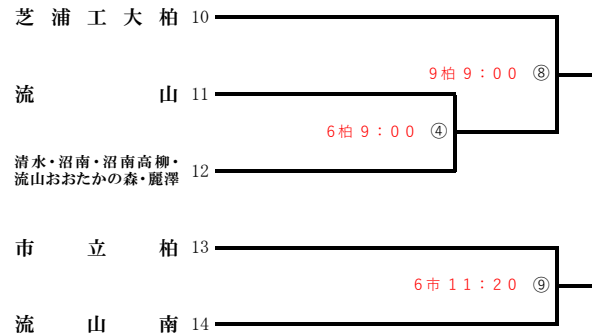 芝浦工大柏 10
9柏 9：00 ⑧
流山 11
6柏 9：00 ④
清水・沼南・沼南高柳・
流山おおたかの森・麗澤 12
市立柏 13
6市 11：20 ⑨
流山南 14